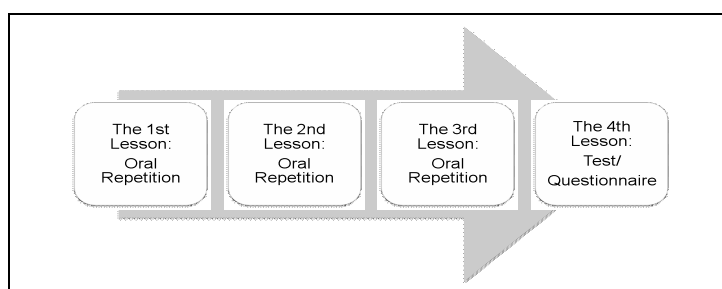 The 1st
Lesson:
Oral
Repetition
The 2nd
Lesson:
Oral
Repetition
The 3rd
Lesson:
Oral
Repetition
The 4th
Lesson:
Test/
Questionnaire